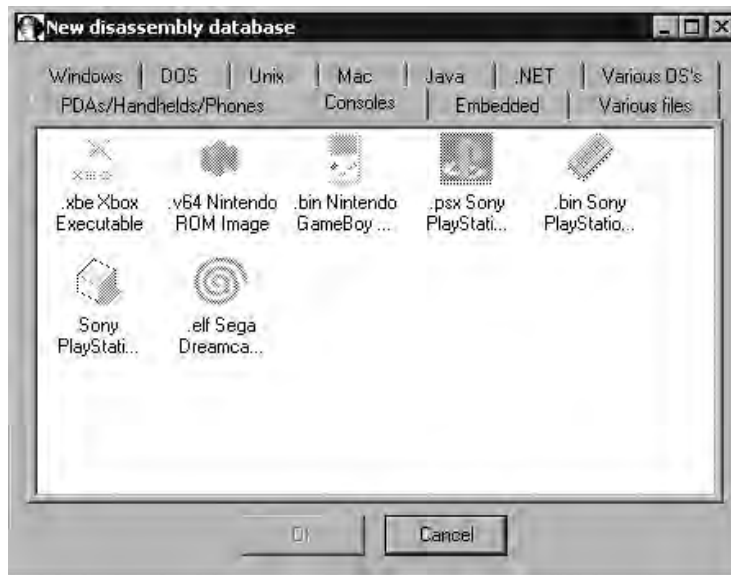 New disassembly database
Windows DOS Unix Mac Java .NET Various OS's
PDAs/Handhelds/Phones Consoles Embedded Various files
.xbe Xbox .v64 Nintendo .bin Nintendo .psx Sony .bin Sony
Executable ROM Image GameBoy ... PlayStati... PlayStatio...
Sony .elf Sega
PlayStati... Dreamca...
Cancel